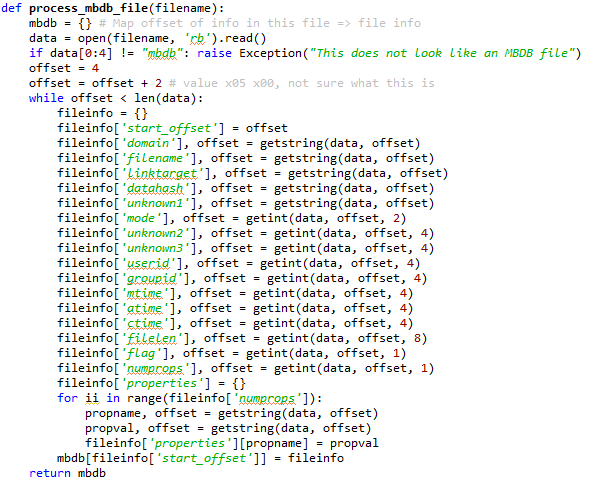 def process_mbdb_file(filename):
    mbdb = {} # Map offset of info in this file => file info
    data = open(filename, 'rb').read()
    if data[0:4] != "mbdb": raise Exception("This does not look like an MBDB file")
    offset = 4
    offset = offset + 2 # value x05 x00, not sure what this is
    while offset < len(data):
        fileinfo = {}
        fileinfo['start_offset'] = offset
        fileinfo['domain'], offset = getstring(data, offset)
        fileinfo['filename'], offset = getstring(data, offset)
        fileinfo['linktarget'], offset = getstring(data, offset)
        fileinfo['datahash'], offset = getstring(data, offset)
        fileinfo['unknown1'], offset = getstring(data, offset)
        fileinfo['mode'], offset = getint(data, offset, 2)
        fileinfo['unknown2'], offset = getint(data, offset, 4)
        fileinfo['unknown3'], offset = getint(data, offset, 4)
        fileinfo['userid'], offset = getint(data, offset, 4)
        fileinfo['groupid'], offset = getint(data, offset, 4)
        fileinfo['mtime'], offset = getint(data, offset, 4)
        fileinfo['atime'], offset = getint(data, offset, 4)
        fileinfo['ctime'], offset = getint(data, offset, 4)
        fileinfo['filelen'], offset = getint(data, offset, 8)
        fileinfo['flag'], offset = getint(data, offset, 1)
        fileinfo['numprops'], offset = getint(data, offset, 1)
        fileinfo['properties'] = {}
        for ii in range(fileinfo['numprops']):
            propname, offset = getstring(data, offset)
            propval, offset = getstring(data, offset)
            fileinfo['properties'][propname] = propval
        mbdb[fileinfo['start_offset']] = fileinfo
    return mbdb